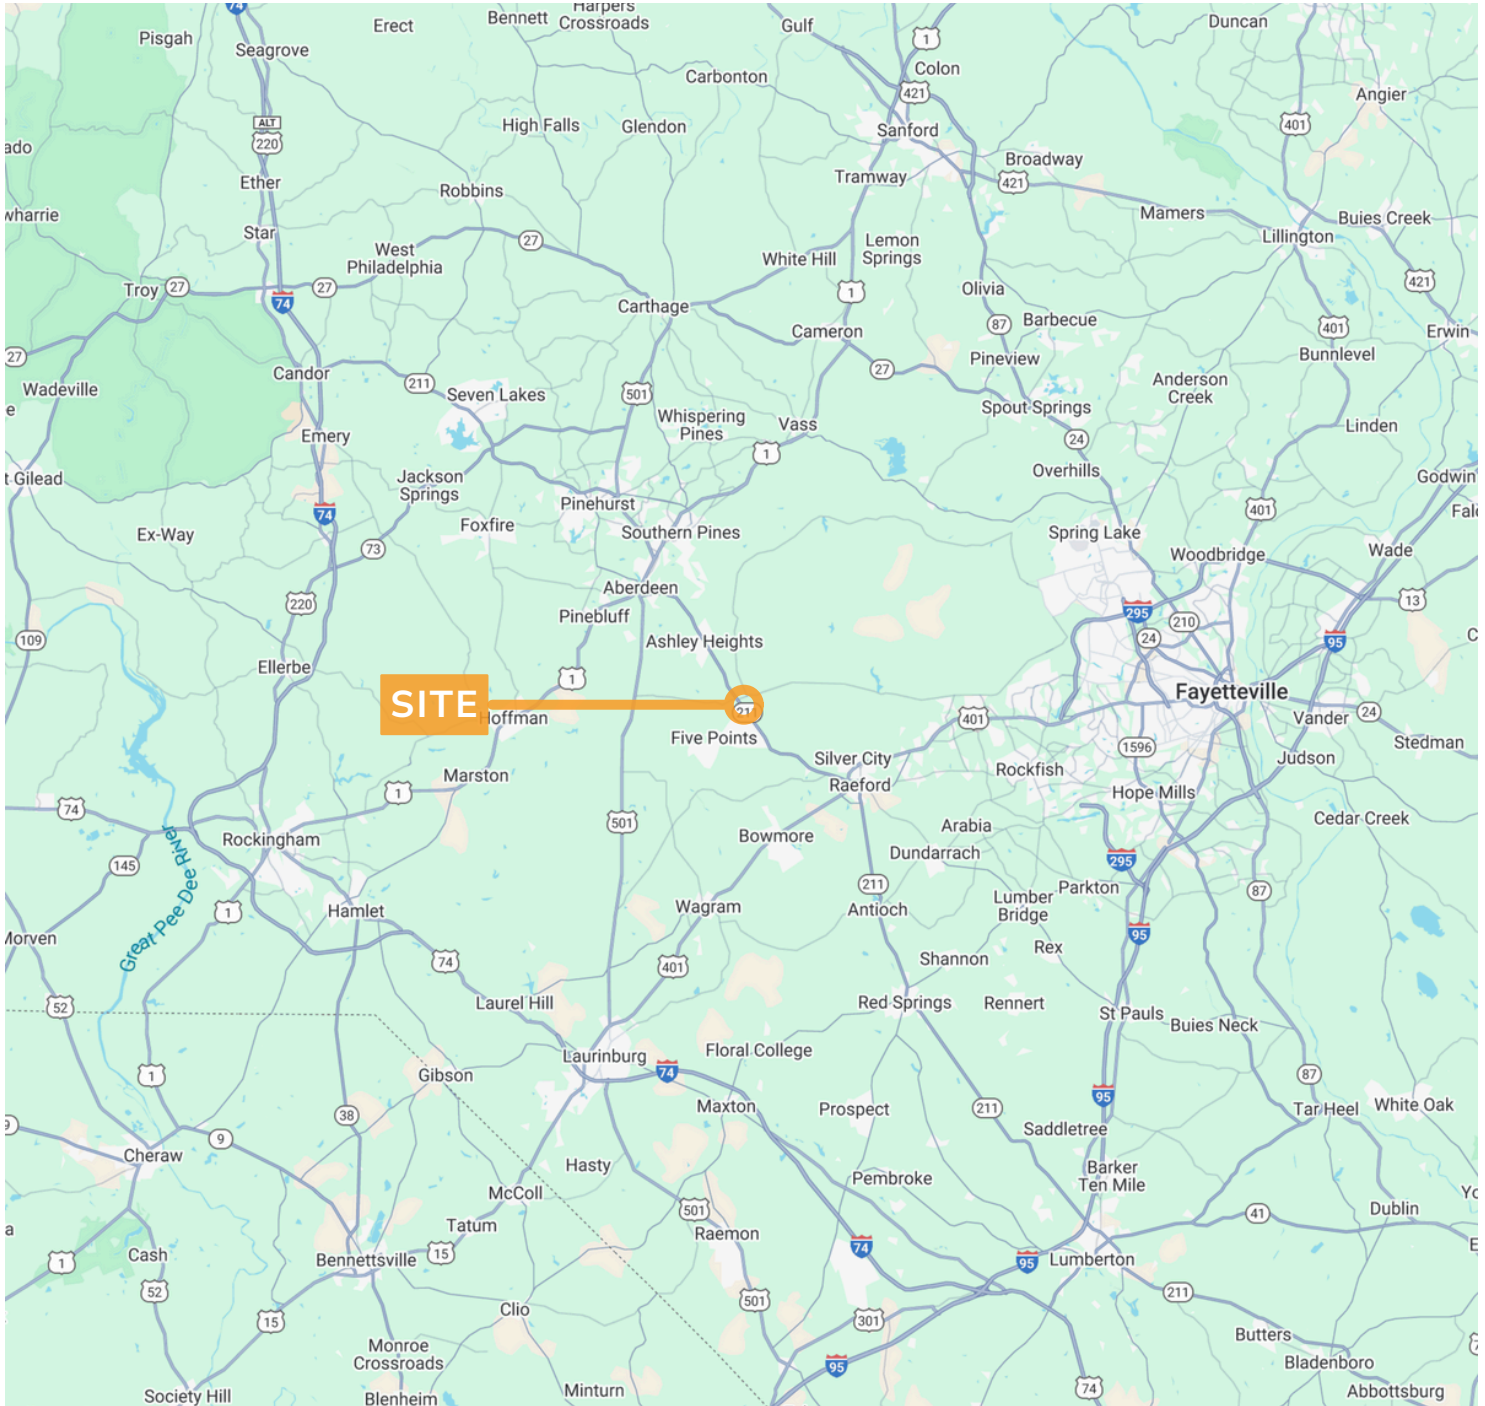 74
Pisgah
Seagrove
Erect
Bennett
Harpers
Crossroads
Gulf
1
Colon
Duncan
Carbonton
421
Angier
ALT
220
High Falls
Glendon
Sanford
401
ado
Broadway
Ether
Robbins
Tramway
421
wharrie
Mamers
Buies Creek
Star
27
West
Philadelphia
Lemon
Springs
Lillington
White Hill
Troy
27
27
74
Carthage
1
Olivia
421
Cameron
87
Barbecue
401
Erwin
27
Pineview
Bunnlevel
Candor
27
Wadeville
211
Seven Lakes
501
Anderson
Creek
e
Whispering
Pines
Vass
Spout Springs
Linden
Emery
1
24
t Gilead
Jackson
Springs
Overhills
Godwin
74
Pinehurst
401
Ex-Way
Foxfire
Southern Pines
Spring Lake
Woodbridge
Wade
73
Aberdeen
220
Pinebluff
295
210
13
109
Ashley Heights
24
95
Ellerbe
1
SITE
Hoffman
Fayetteville
401
Vander
24
Five Points
1596
Stedman
Silver City
Judson
Marston
Rockfish
Raeford
1
Hope Mills
74
501
Cedar Creek
Rockingham
Bowmore
Arabia
145
Dundarrach
295
Great Pee Dee River
211
Parkton
87
1
Hamlet
Wagram
Antioch
Lumber
Bridge
95
Morven
Rex
74
401
Shannon
52
Laurel Hill
Red Springs
Rennert
St Pauls
Buies Neck
Laurinburg
Floral College
74
1
Gibson
87
95
Maxton
Prospect
211
Tar Heel
White Oak
9
38
9
Saddletree
Cheraw
Hasty
Barker
Ten Mile
Pembroke
McColl
501
Dublin
41
Tatum
Raemon
a
Cash
15
74
1
Bennettsville
95
Lumberton
52
501
211
Clio
15
301
Butters
Monroe
Crossroads
95
Bladenboro
Society Hill
Blenheim
Minturn
74
Abbottsburg